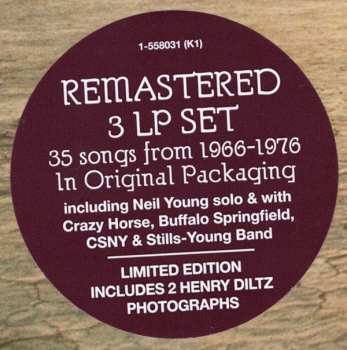 1-558031 (K1)
REMASTERED
3 LP SET
35 songs from 1966-1976
In Original Packaging
including Neil Young solo & with
Crazy Horse, Buffalo Springfield,
CSNY & Stills-Young Band
LIMITED EDITION
INCLUDES 2 HENRY DILTZ
PHOTOGRAPHS